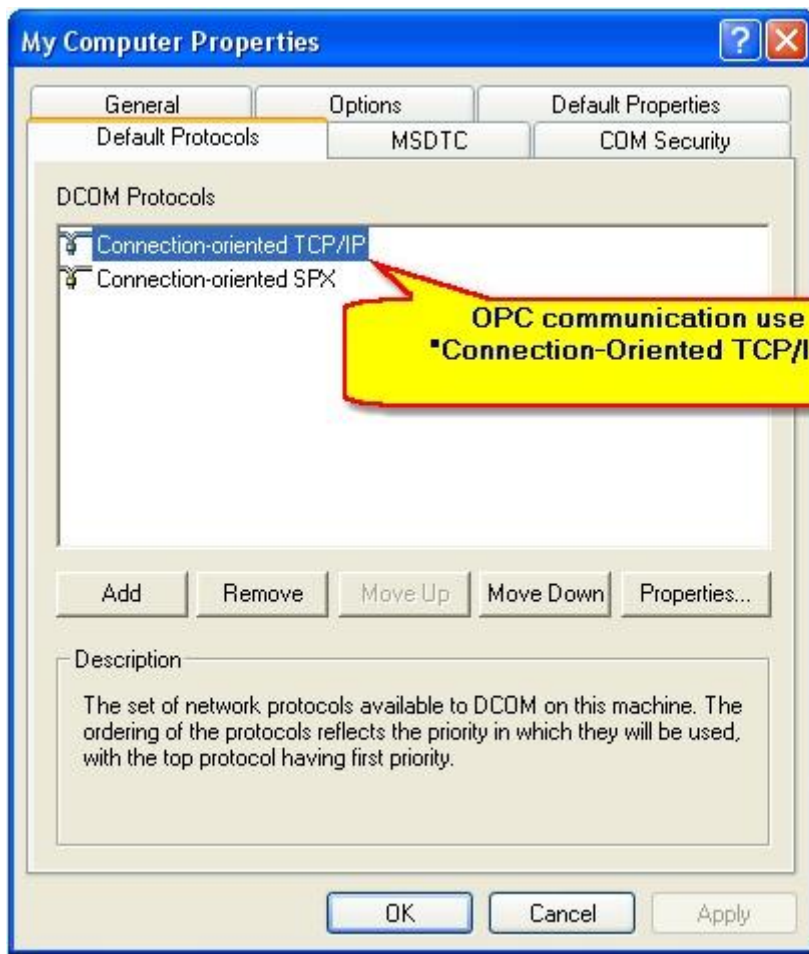 My Computer Properties
General Options Default Properties
Default Protocols MSDTC COM Security
DCOM Protocols
Connection-oriented TCP/IP
Connection-oriented SPX
OPC communication use
"Connection-Oriented TCP/I
Add Remove Move Up Move Down Properties...
Description
The set of network protocols available to DCOM on this machine. The
ordering of the protocols reflects the priority in which they will be used,
with the top protocol having first priority.
OK Cancel Apply